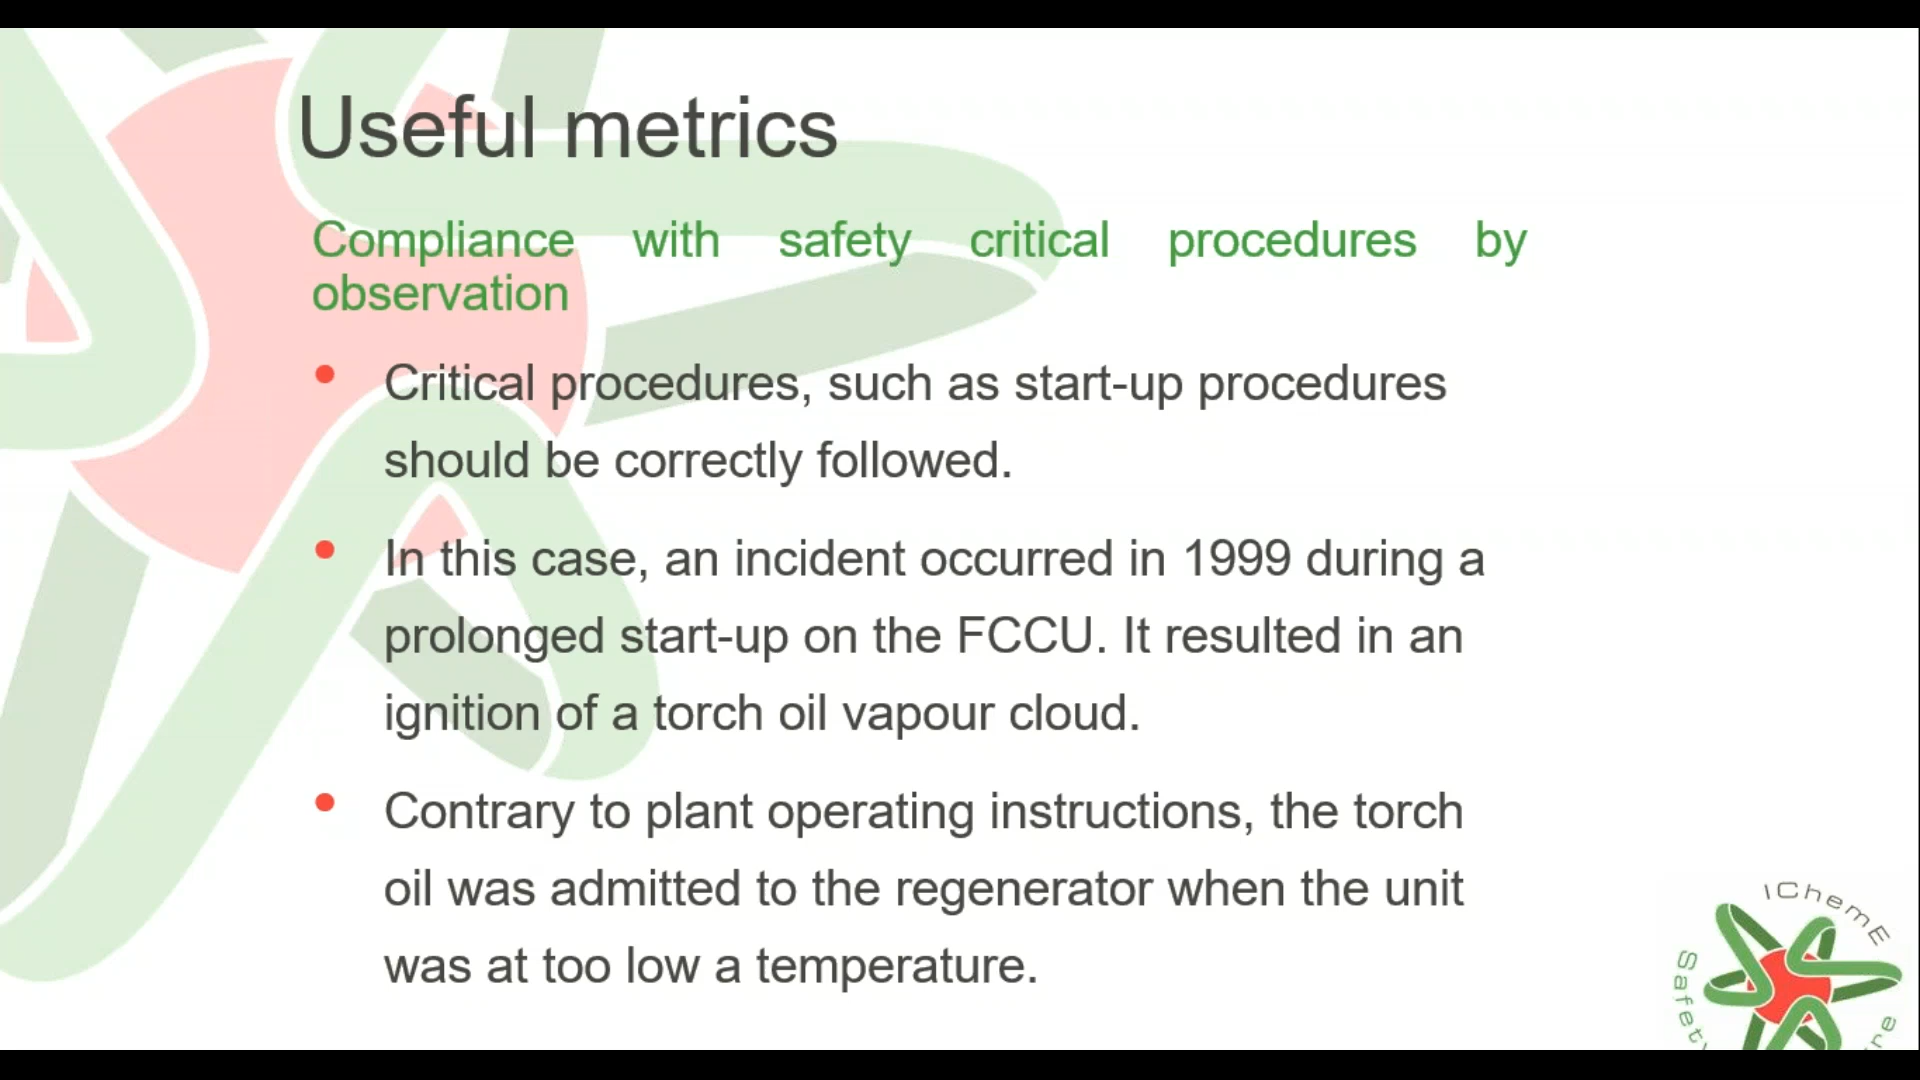 Useful metrics
Compliance with safety critical procedures by
observation
• Critical procedures, such as start-up procedures
should be correctly followed.
• In this case, an incident occurred in 1999 during a
prolonged start-up on the FCCU. It resulted in an
ignition of a torch oil vapour cloud.
• Contrary to plant operating instructions, the torch
oil was admitted to the regenerator when the unit
was at too low a temperature.
IChemE
Safety